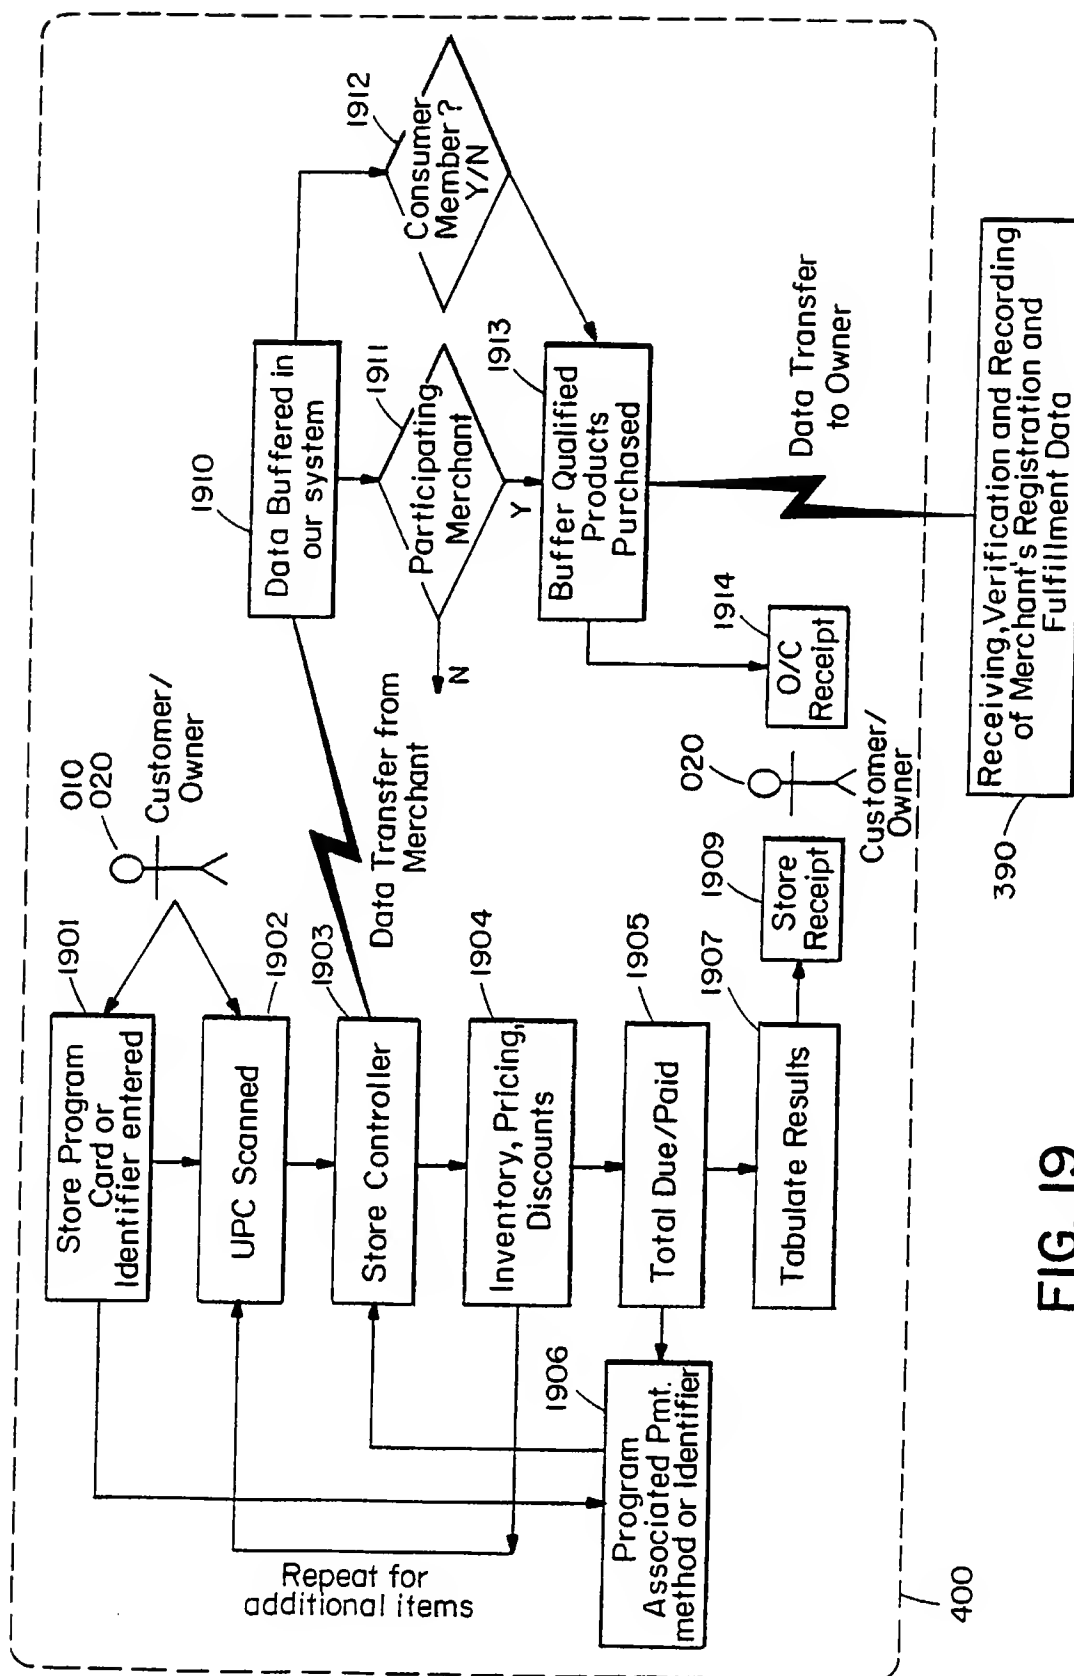 1901
Store Program
Card or
Identifier entered
010
020
Customer/
Owner
1902
UPC Scanned
1903
Store Controller
Data Transfer from
Merchant
1904
Inventory, Pricing,
Discounts
1905
Total Due/Paid
1906
Program
Associated Pmt.
method or Identifier
Repeat for
additional items
1907
Tabulate Results
1909
Store
Receipt
020
Customer/
Owner
1910
Data Buffered in
our system
1911
Participating
Merchant
N
Y
1912
Consumer
Member?
Y/N
1913
Buffer Qualified
Products
Purchased
1914
O/C
Receipt
Data Transfer
to Owner
390
Receiving, Verification and Recording
of Merchant's Registration and
Fulfillment Data
400
FIG. 19